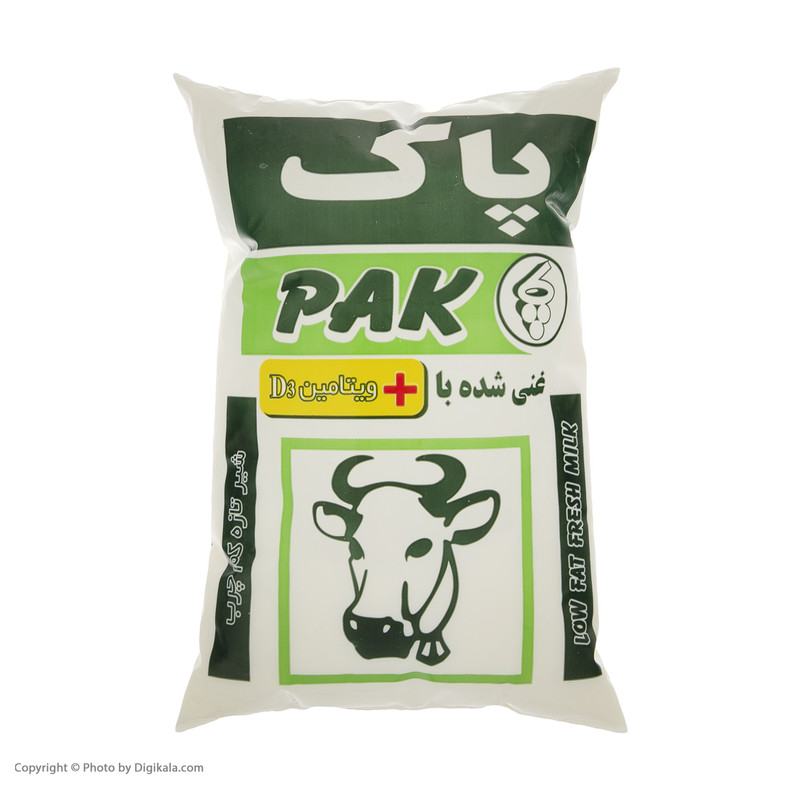 پاک
PAK
پاک
غنی شده با + ویتامین D3
شیر تازه کم چرب
LOW FAT FRESH MILK
Copyright © Photo by Digikala.com